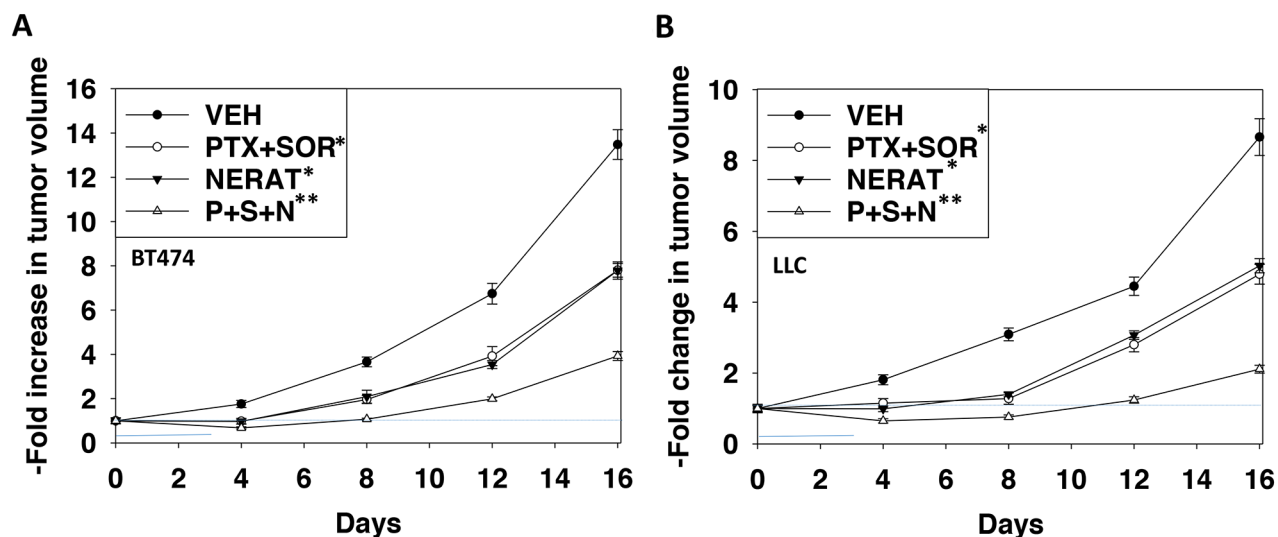 A
-Fold increase in tumor volume
16
14
12
10
8
6
4
2
0
VEH
PTX+SOR*
NERAT*
P+S+N**
BT474
0 2 4 6 8 10 12 14 16
Days
B
-Fold change in tumor volume
10
8
6
4
2
0
VEH
PTX+SOR*
NERAT*
P+S+N**
LLC
0 2 4 6 8 10 12 14 16
Days